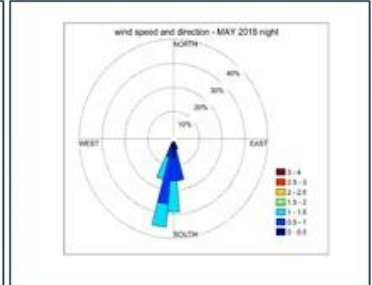 wind speed and direction - MAY 2018 night
NORTH
40%
30%
20%
10%
WEST
EAST
3 - 4
2.5 - 3
2 - 2.5
1.5 - 2
1 - 1.5
0.5 - 1
0 - 0.5
SOUTH